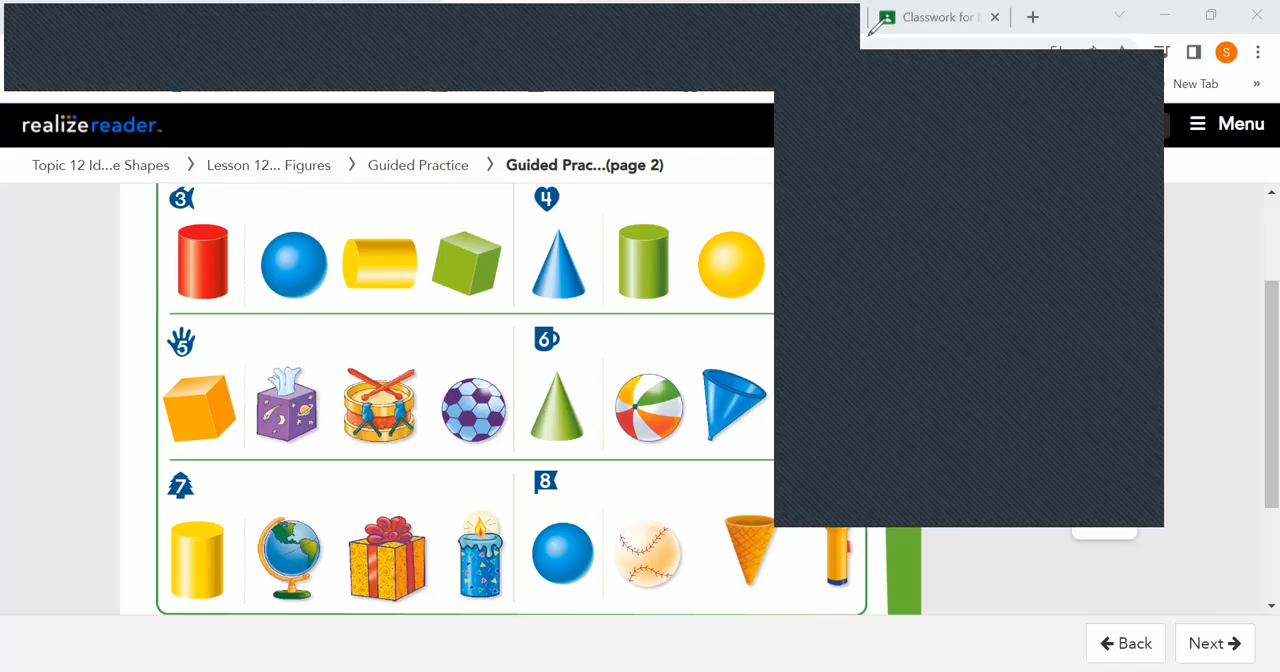 Classwork for
New Tab
»
S
realizereader™
Menu
Topic 12 Id...e Shapes > Lesson 12... Figures > Guided Practice > Guided Prac...(page 2)
3
4
5
6
7
8
Back
Next